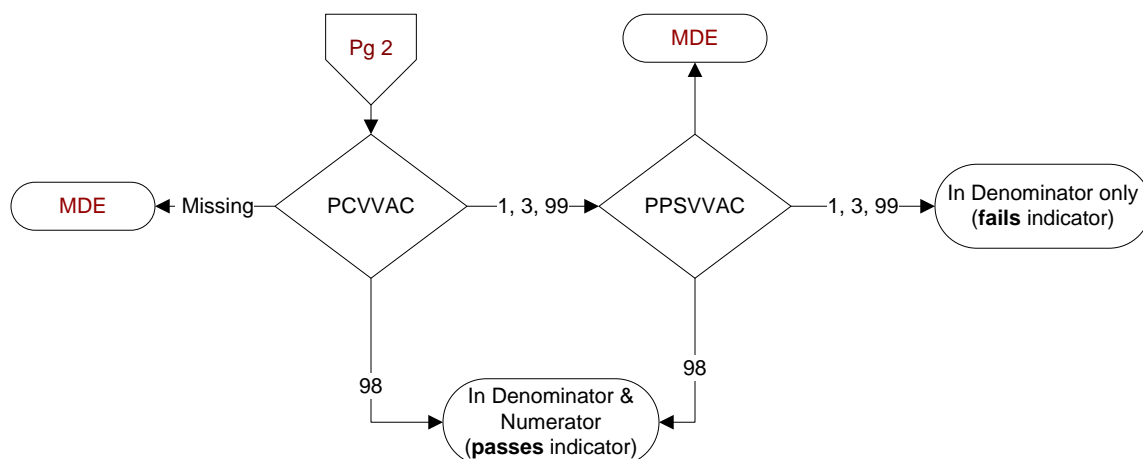 Pg 2
MDE
MDE
Missing
PCVVAC
1, 3, 99
PPSVVAC
1, 3, 99
In Denominator only
(fails indicator)
98
98
In Denominator &
Numerator
(passes indicator)